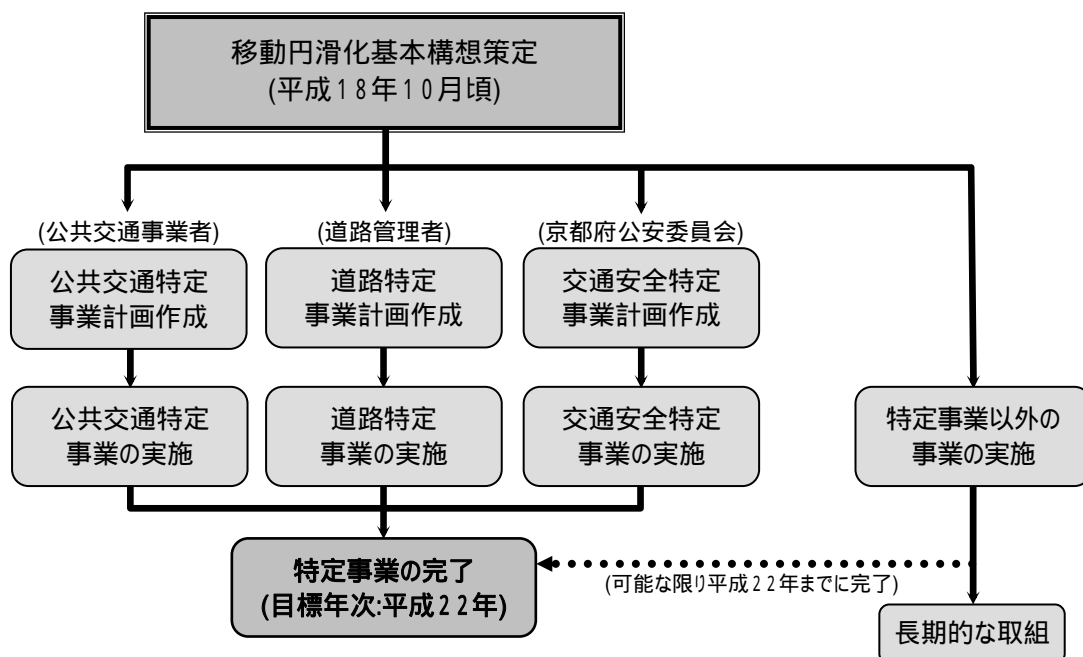 移動円滑化基本構想策定
(平成18年10月頃)
(公共交通事業者)
(道路管理者)
(京都府公安委員会)
公共交通特定
事業計画作成
道路特定
事業計画作成
交通安全特定
事業計画作成
公共交通特定
事業の実施
道路特定
事業の実施
交通安全特定
事業の実施
特定事業以外の
事業の実施
特定事業の完了
(目標年次:平成22年)
(可能な限り平成22年までに完了)
長期的な取組